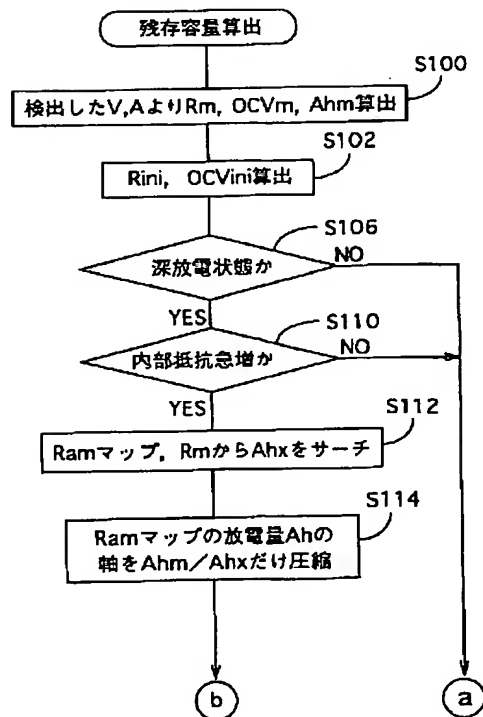 残存容量算出
S100
検出したV,AよりRm, OCVm, Ahm算出
S102
Rini, OCVini算出
S106
深放電状態か
NO
YES
S110
内部抵抗急増か
NO
YES
S112
Ramマップ, RmからAhxをサーチ
S114
Ramマップの放電量Ahの
軸をAhm/Ahxだけ圧縮
b
a